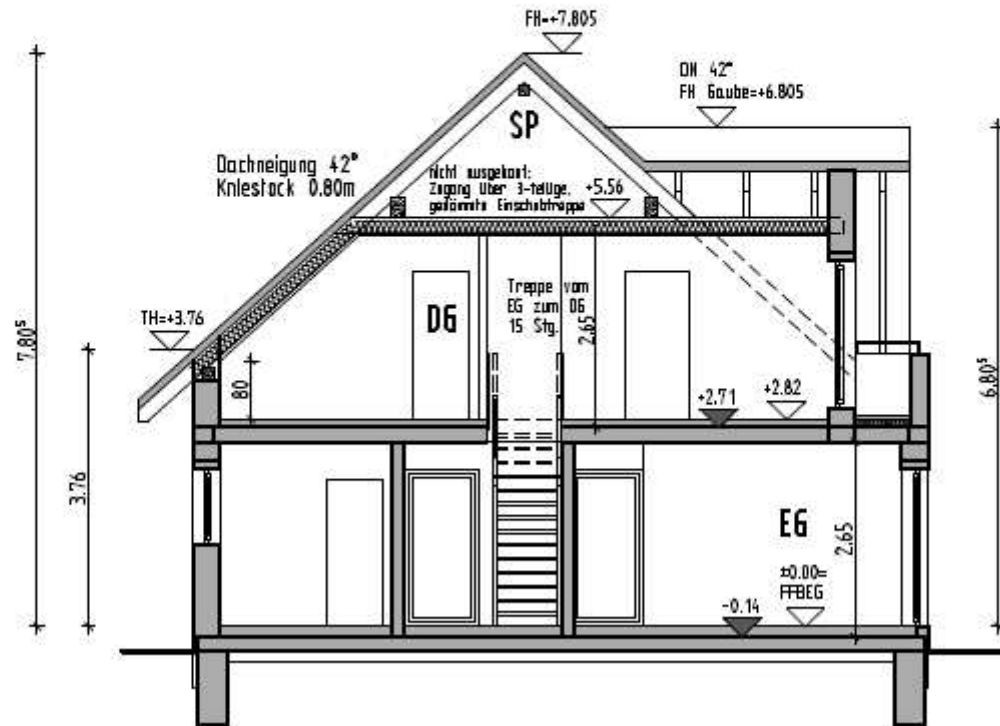 FH=+7.805
DN 42°
FH Gaube=+6.805
SP
Dachneigung 42°
Kniestock 0.80m
nicht ausgebaut:
Zugang über 3-teilige,
gedämmte Einschubtreppe
+5.56
TH=+3.76
DG
Treppe vom
EG zum DG
15 Stg.
2.65
7.80⁵
80
+2.71
+2.82
6.80⁵
3.76
EG
2.65
±0.00=
FFBEG
-0.14